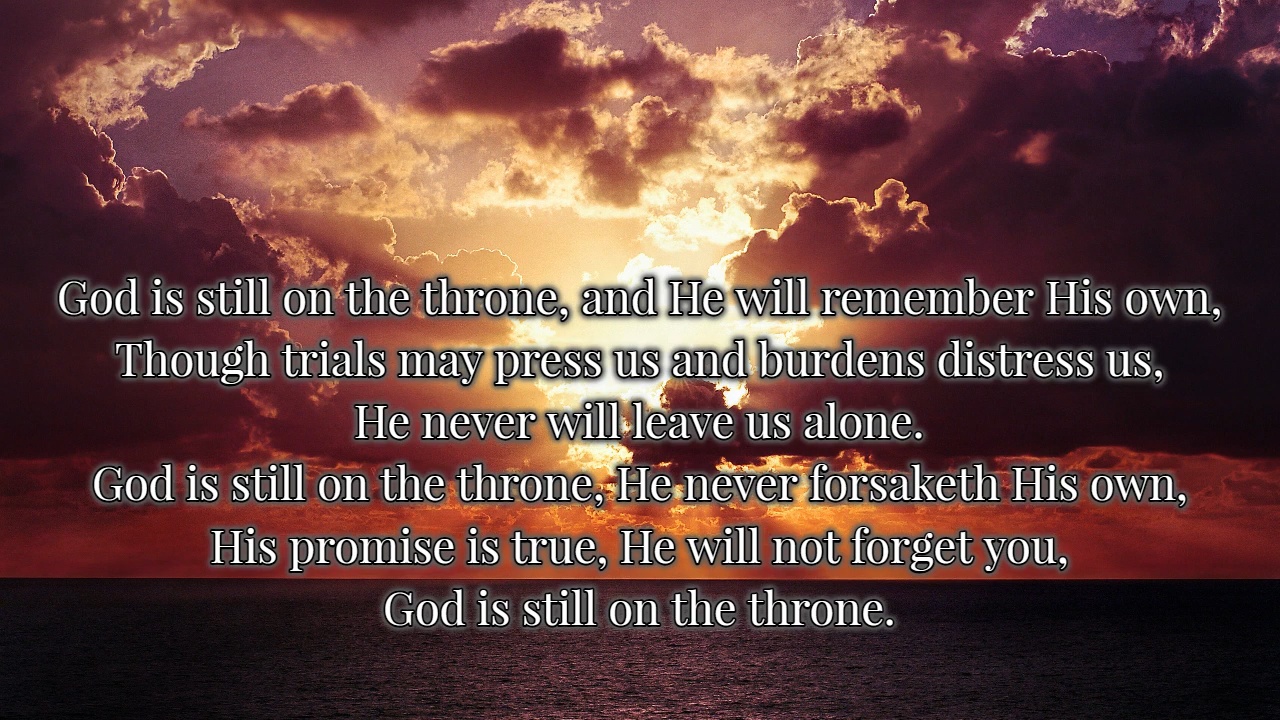 God is still on the throne, and He will remember His own,
Though trials may press us and burdens distress us,
He never will leave us alone.
God is still on the throne, He never forsaketh His own,
His promise is true, He will not forget you,
God is still on the throne.